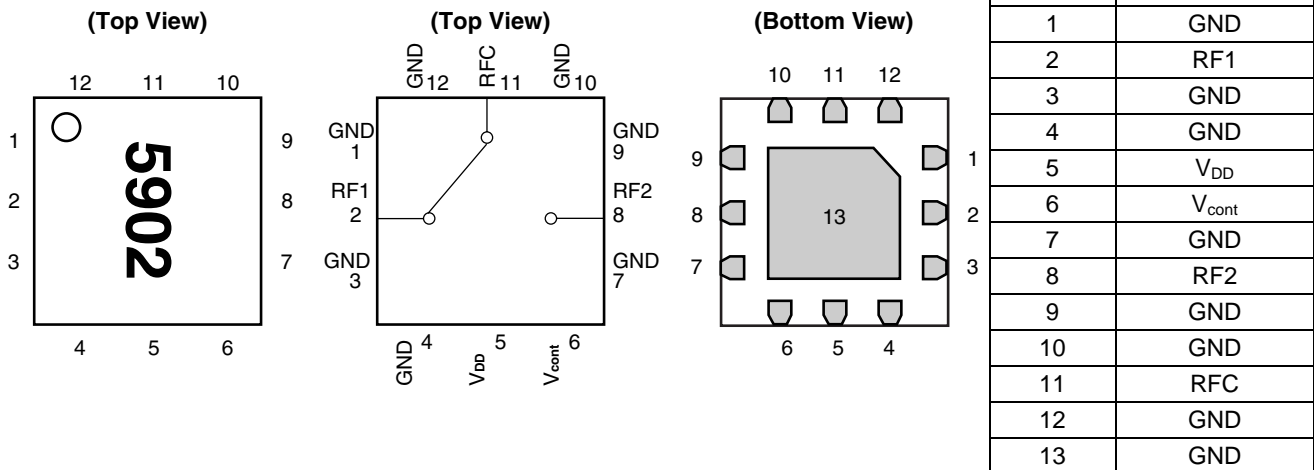 (Top View)
12 11 10
1
2
3
9
8
7
5902
4 5 6
(Top View)
GND 12
RFC 11
GND 10
GND
1
RF1
2
GND
3
GND
9
RF2
8
GND
7
GND 4
VDD 5
Vcont 6
(Bottom View)
10 11 12
9
8
7
13
1
2
3
6 5 4
1 GND
2 RF1
3 GND
4 GND
5 VDD
6 Vcont
7 GND
8 RF2
9 GND
10 GND
11 RFC
12 GND
13 GND